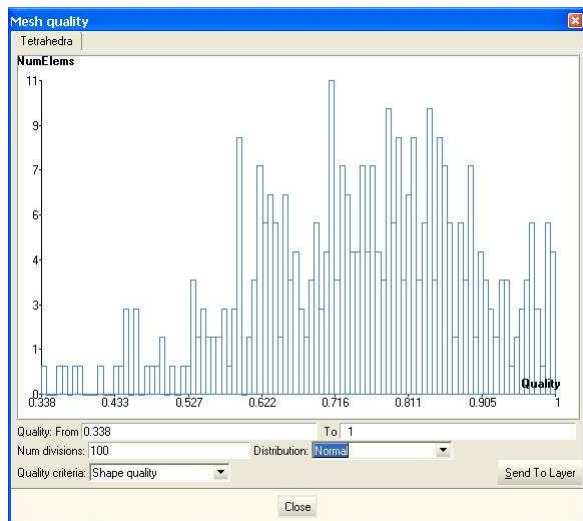 Mesh quality
Tetrahedra
NumElems
11
9
7
6
4
3
1
0
Quality
0.338 0.433 0.527 0.622 0.716 0.811 0.905 1
Quality: From 0.338 To 1
Num divisions: 100 Distribution: Normal
Quality criteria: Shape quality Send To Layer
Close